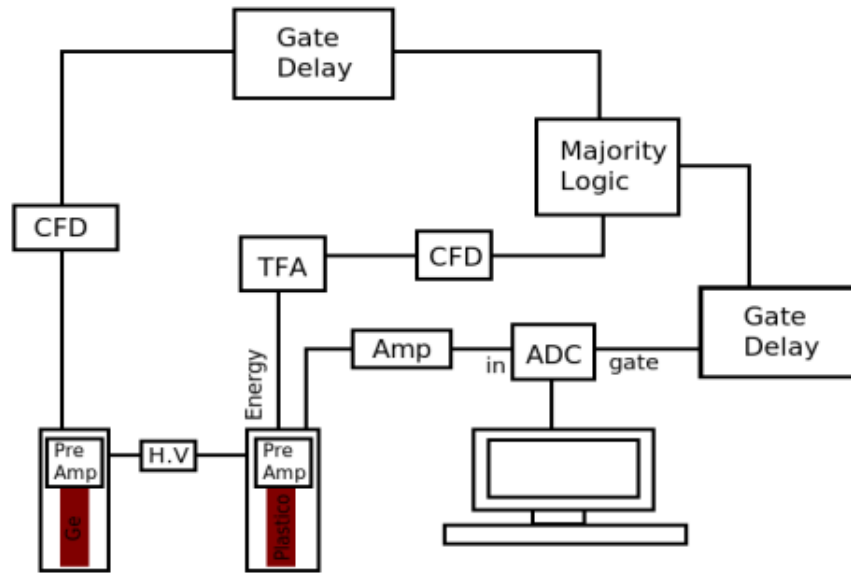 Gate
Delay
Majority
Logic
CFD
TFA
CFD
Gate
Delay
Amp
in
ADC
gate
Energy
Pre
Amp
H.V
Pre
Amp
Ge
Plastico